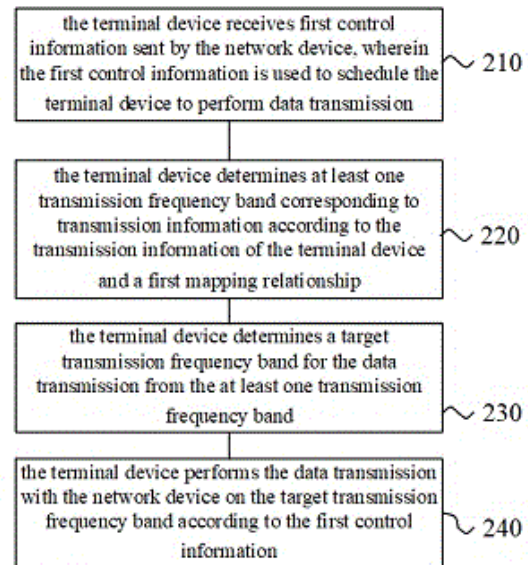 the terminal device receives first control
information sent by the network device, wherein
the first control information is used to schedule the
terminal device to perform data transmission
210
the terminal device determines at least one
transmission frequency band corresponding to
transmission information according to the
transmission information of the terminal device
and a first mapping relationship
220
the terminal device determines a target
transmission frequency band for the data
transmission from the at least one transmission
frequency band
230
the terminal device performs the data transmission
with the network device on the target transmission
frequency band according to the first control
information
240